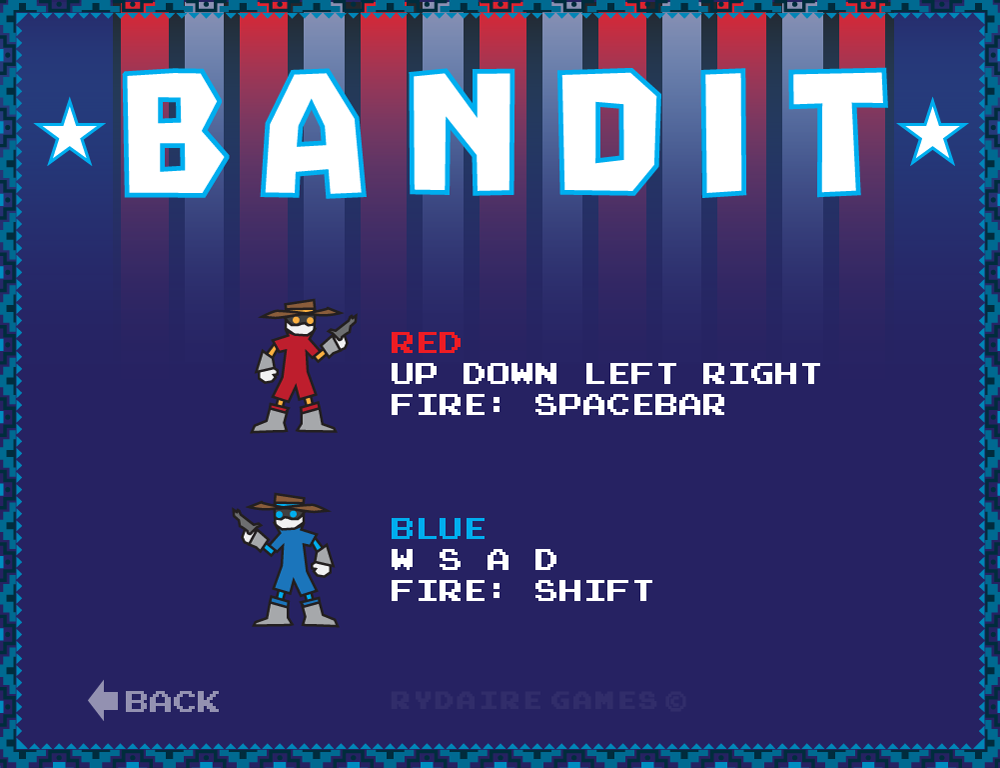 BANDIT
RED
UP DOWN LEFT RIGHT
FIRE: SPACEBAR
BLUE
W S A D
FIRE: SHIFT
BACK
RYDAIRE GAMES ©